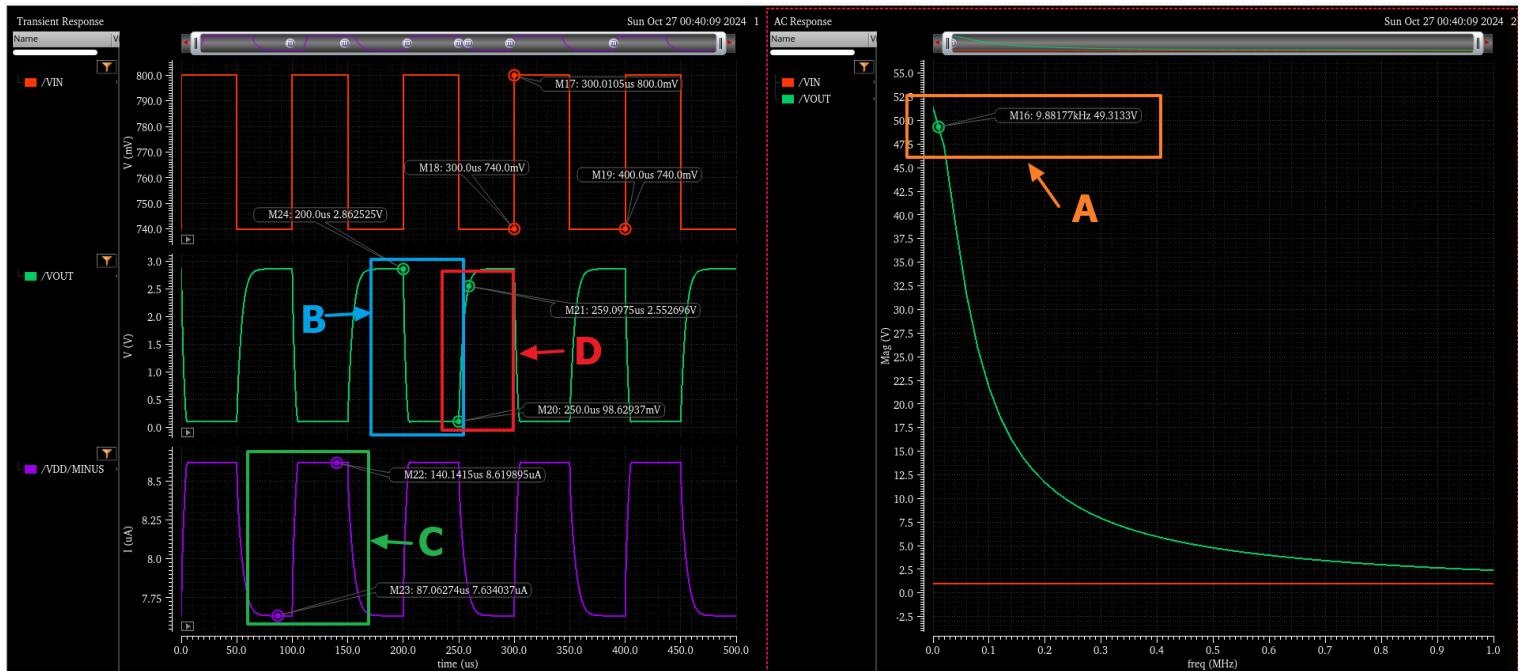 Transient Response
Sun Oct 27 00:40:09 2024 1
Name
/VIN
800.0
790.0
780.0
770.0
760.0
750.0
740.0
V (mV)
M17: 300.0105us 800.0mV
M18: 300.0us 740.0mV
M19: 400.0us 740.0mV
M24: 200.0us 2.862525V
/VOUT
3.0
2.5
2.0
1.5
1.0
0.5
0.0
V (V)
B
D
M21: 259.0975us 2.552696V
M20: 250.0us 98.62937mV
/VDD/MINUS
8.5
8.25
8.0
7.75
I (uA)
C
M22: 140.1415us 8.619895uA
M23: 87.06274us 7.634037uA
0.0 50.0 100.0 150.0 200.0 250.0 300.0 350.0 400.0 450.0 500.0
time (us)
AC Response
Sun Oct 27 00:40:09 2024 2
Name
/VIN
/VOUT
55.0
52.5
50.0
47.5
45.0
42.5
40.0
37.5
35.0
32.5
30.0
27.5
25.0
22.5
20.0
17.5
15.0
12.5
10.0
7.5
5.0
2.5
0.0
-2.5
Mag (V)
M16: 9.88177kHz 49.3133V
A
0.0 0.1 0.2 0.3 0.4 0.5 0.6 0.7 0.8 0.9 1.0
freq (MHz)